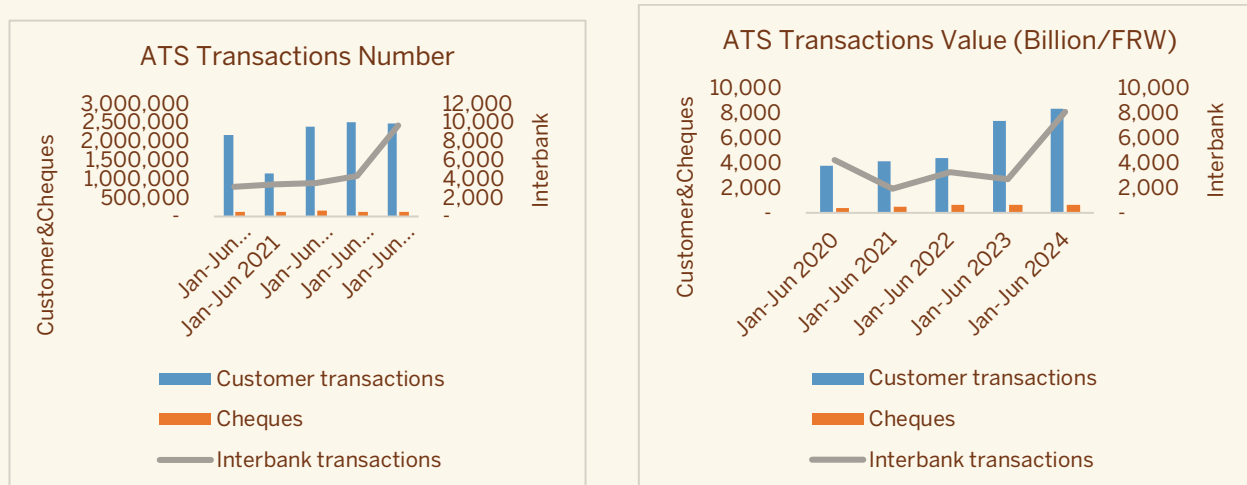 ATS Transactions Number
Customer&Cheques
3,000,000
2,500,000
2,000,000
1,500,000
1,000,000
500,000
-
12,000
10,000
8,000
6,000
4,000
2,000
-
Interbank
Jan-Jun...
Jan-Jun 2021
Jan-Jun...
Jan-Jun...
Jan-Jun...
Customer transactions
Cheques
Interbank transactions
ATS Transactions Value (Billion/FRW)
Customer&Cheques
10,000
8,000
6,000
4,000
2,000
-
10,000
8,000
6,000
4,000
2,000
-
Interbank
Jan-Jun 2020
Jan-Jun 2021
Jan-Jun 2022
Jan-Jun 2023
Jan-Jun 2024
Customer transactions
Cheques
Interbank transactions